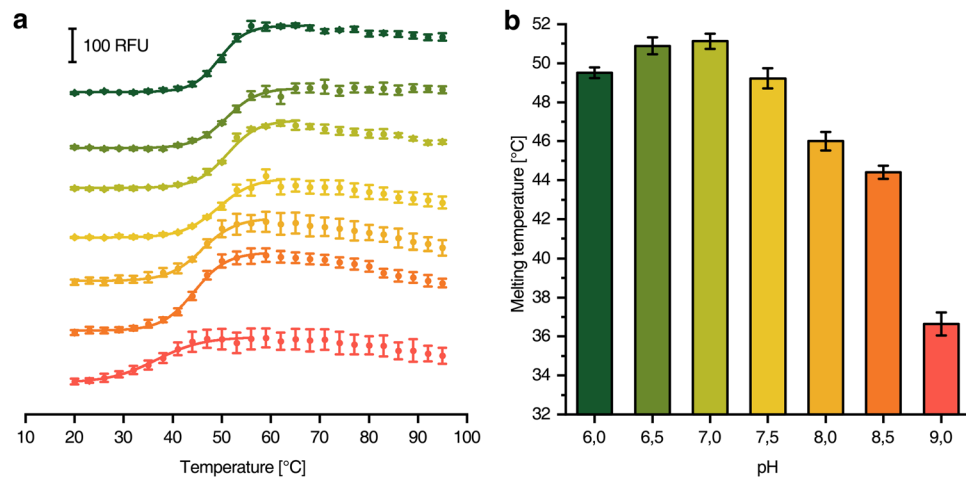 a
100 RFU
10 20 30 40 50 60 70 80 90 100
Temperature [°C]
b
52
50
48
46
44
42
40
38
36
34
32
Melting temperature [°C]
6,0 6,5 7,0 7,5 8,0 8,5 9,0
pH